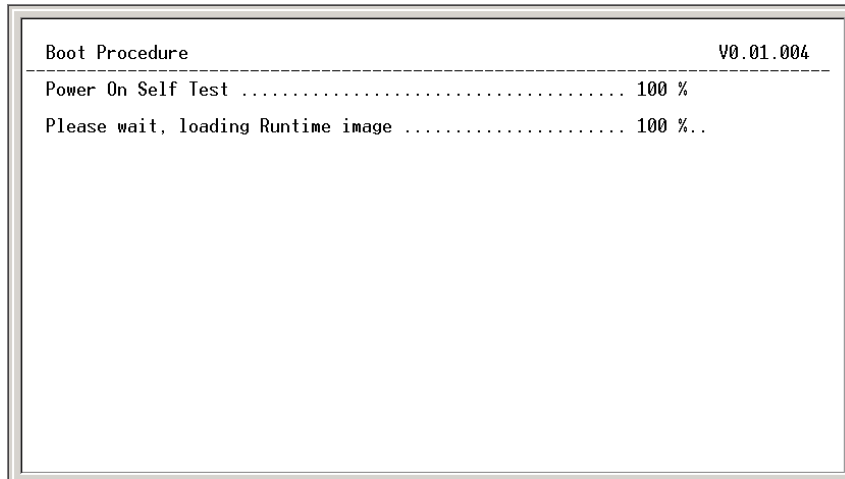 Boot Procedure V0.01.004
--------------------------------------------------------------------------------
Power On Self Test ...................................... 100 %
Please wait, loading Runtime image ...................... 100 %..